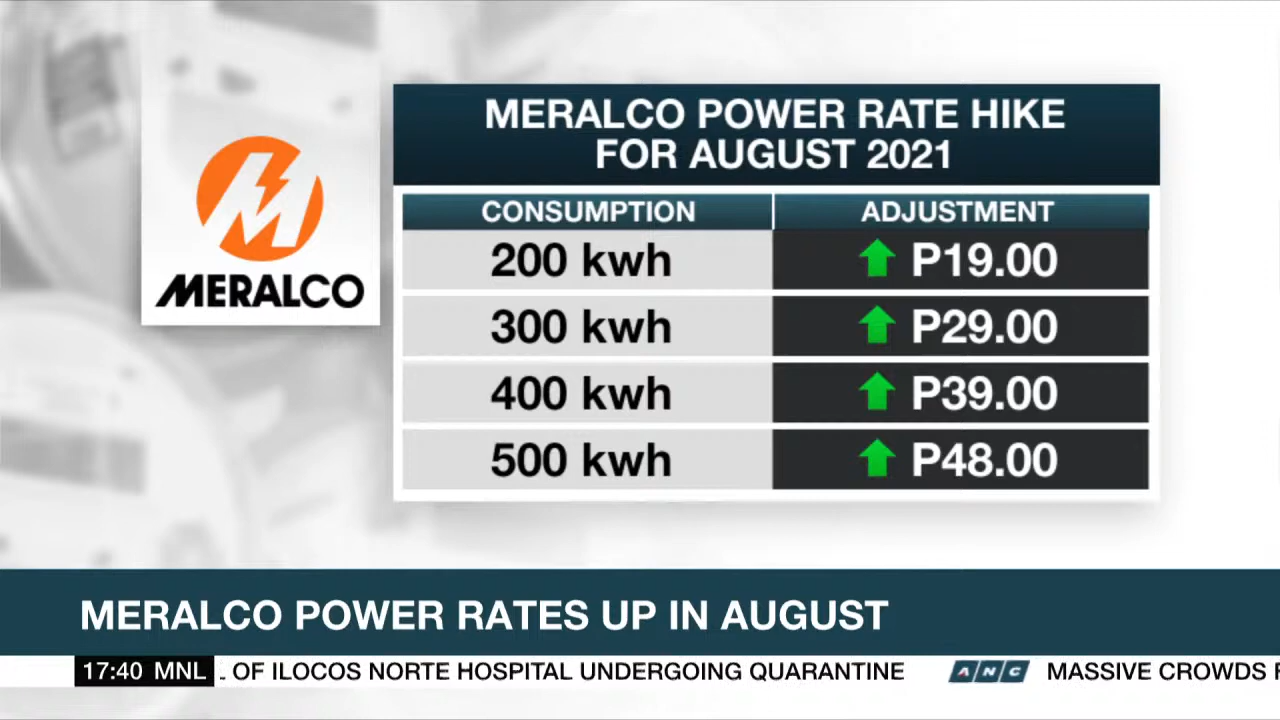 MERALCO
MERALCO POWER RATE HIKE
FOR AUGUST 2021
CONSUMPTION ADJUSTMENT
200 kwh P19.00
300 kwh P29.00
400 kwh P39.00
500 kwh P48.00
MERALCO POWER RATES UP IN AUGUST
17:40 MNL OF ILOCOS NORTE HOSPITAL UNDERGOING QUARANTINE ANC MASSIVE CROWDS